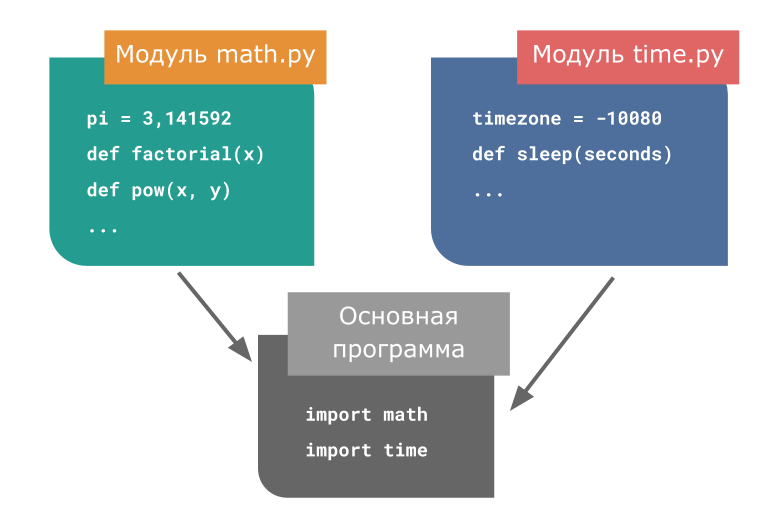 Модуль math.py
pi = 3,141592
def factorial(x)
def pow(x, y)
...
Модуль time.py
timezone = -10080
def sleep(seconds)
...
Основная
программа
import math
import time